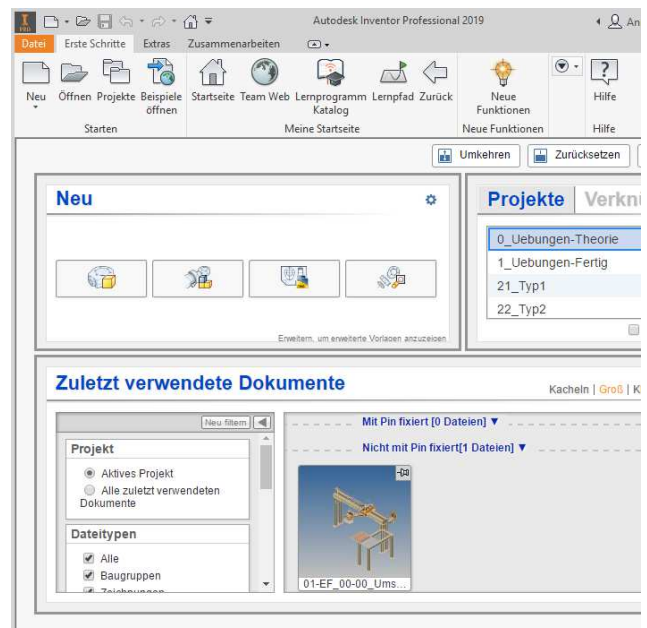 PRO
Autodesk Inventor Professional 2019
An
Datei Erste Schritte Extras Zusammenarbeiten
Neu Öffnen Projekte Beispiele öffnen Startseite Team Web Lernprogramm Katalog Lernpfad Zurück Neue Funktionen Hilfe
Starten Meine Startseite Neue Funktionen Hilfe
Umkehren Zurücksetzen
Neu
Projekte Verknü
0_Uebungen-Theorie
1_Uebungen-Fertig
21_Typ1
22_Typ2
Erweitern, um erweiterte Vorlagen anzuzeigen
Zuletzt verwendete Dokumente
Kacheln | Groß | K
Neu filtern
Mit Pin fixiert [0 Dateien] ▼
Nicht mit Pin fixiert[1 Dateien] ▼
Projekt
Aktives Projekt
Alle zuletzt verwendeten
Dokumente
Dateitypen
Alle
Baugruppen
Zeichnungen
01-EF_00-00_Ums...